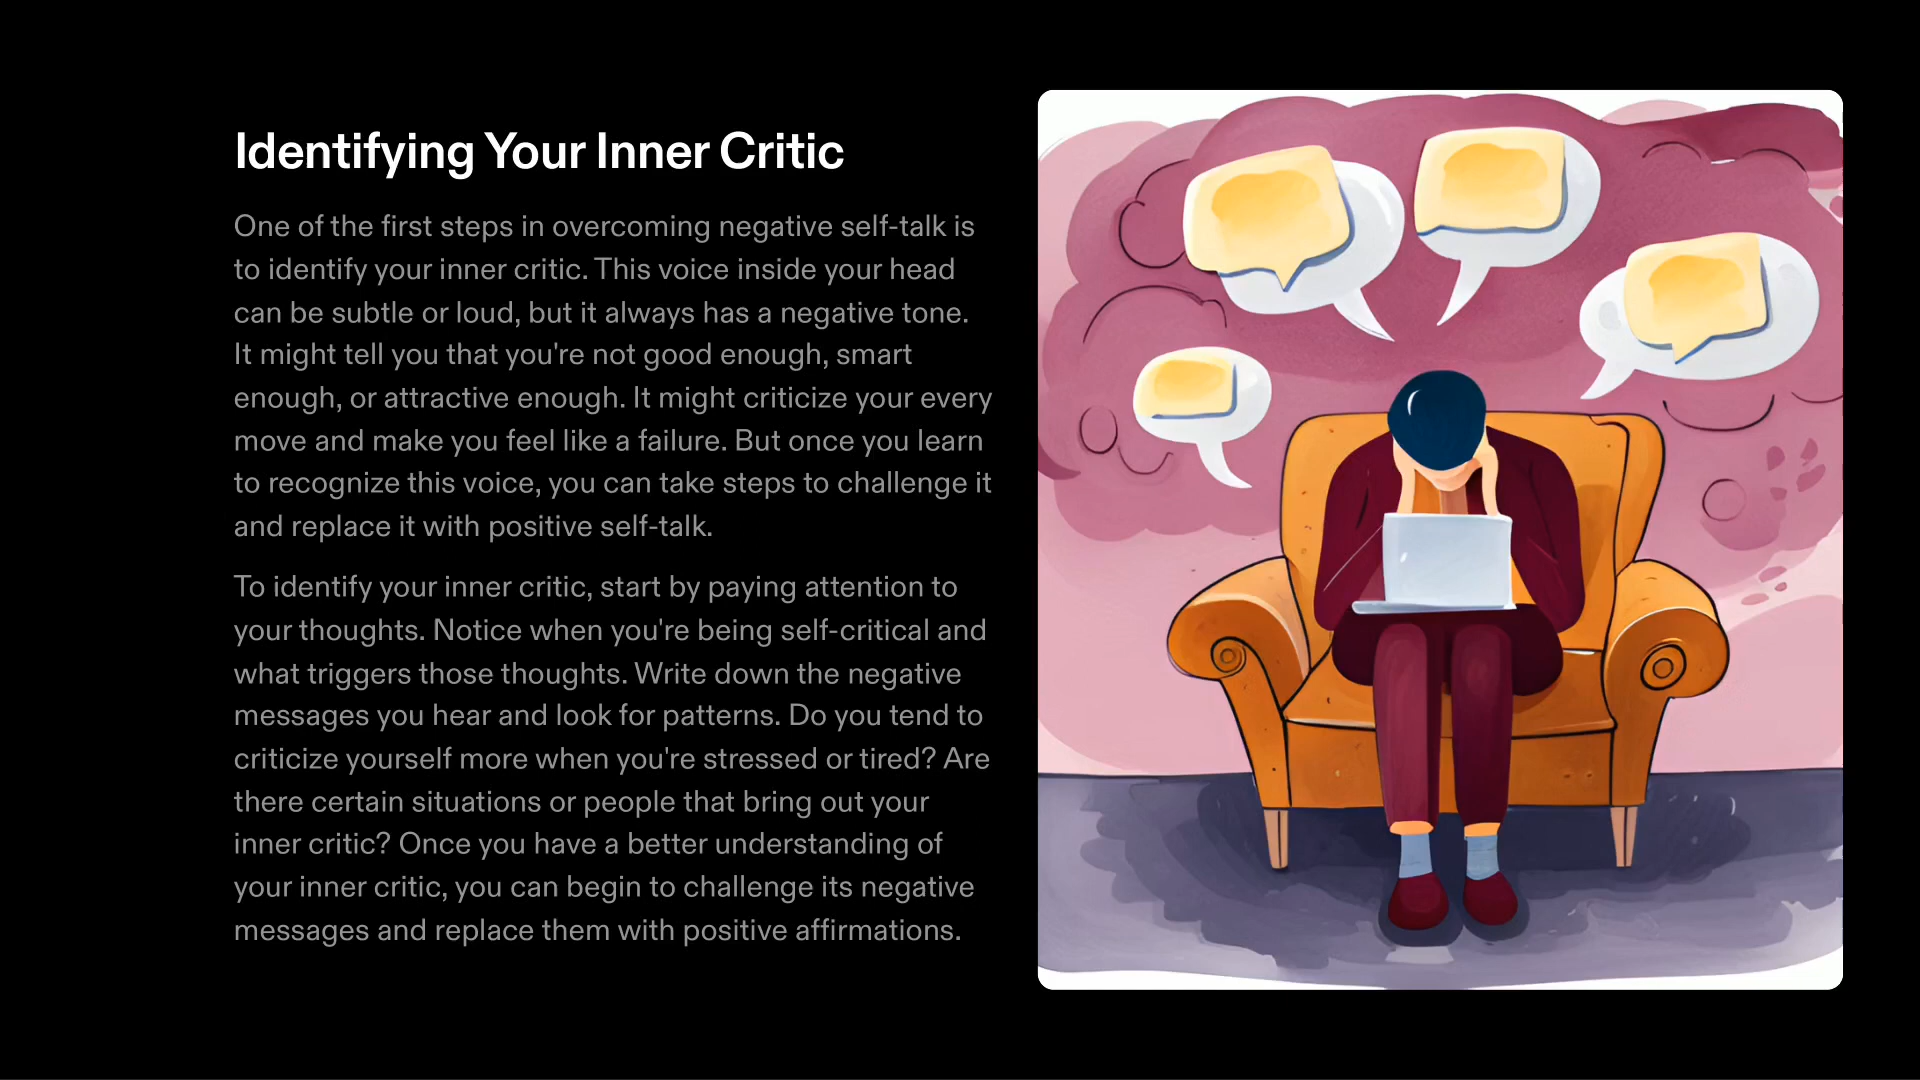 Identifying Your Inner Critic
One of the first steps in overcoming negative self-talk is
to identify your inner critic. This voice inside your head
can be subtle or loud, but it always has a negative tone.
It might tell you that you're not good enough, smart
enough, or attractive enough. It might criticize your every
move and make you feel like a failure. But once you learn
to recognize this voice, you can take steps to challenge it
and replace it with positive self-talk.
To identify your inner critic, start by paying attention to
your thoughts. Notice when you're being self-critical and
what triggers those thoughts. Write down the negative
messages you hear and look for patterns. Do you tend to
criticize yourself more when you're stressed or tired? Are
there certain situations or people that bring out your
inner critic? Once you have a better understanding of
your inner critic, you can begin to challenge its negative
messages and replace them with positive affirmations.